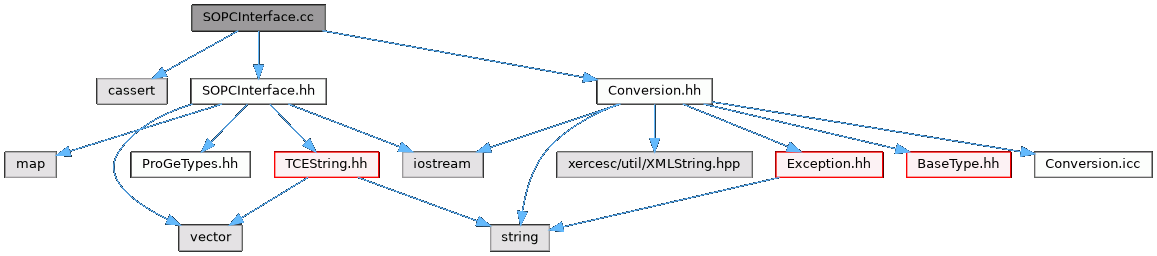 SOPCInterface.cc
cassert
SOPCInterface.hh
Conversion.hh
map
ProGeTypes.hh
TCEString.hh
iostream
xercesc/util/XMLString.hpp
Exception.hh
BaseType.hh
Conversion.icc
vector
string